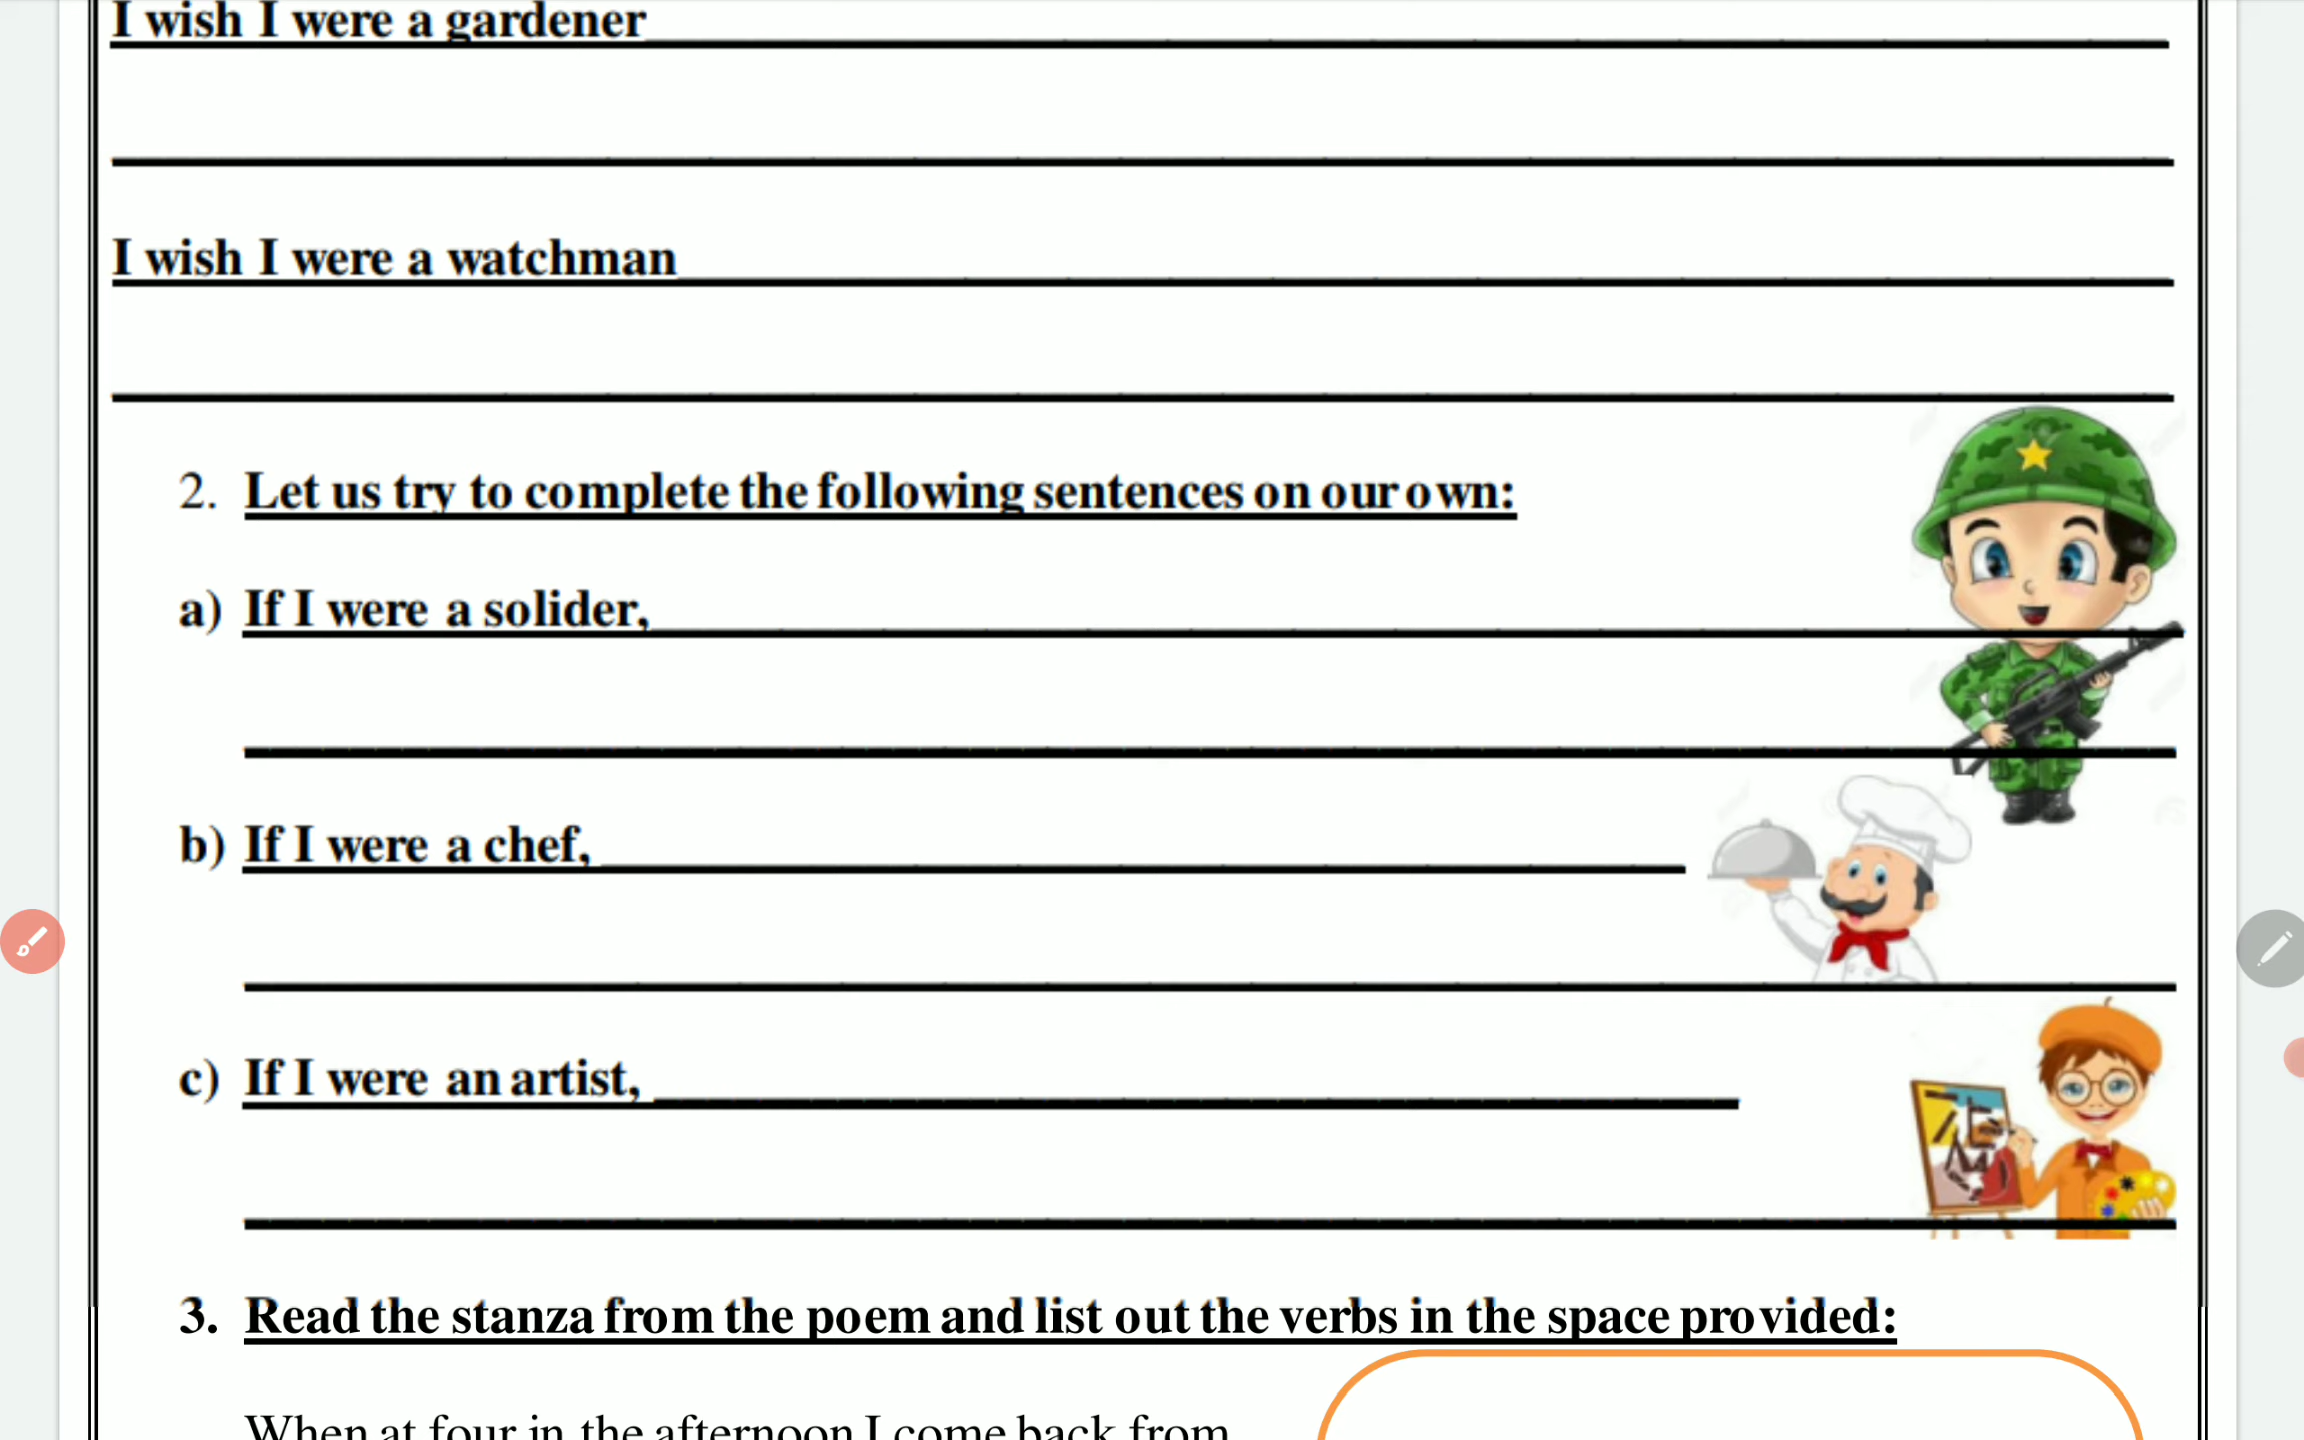 I wish I were a gardener
I wish I were a watchman
2. Let us try to complete the following sentences on our own:
a) If I were a solider,
b) If I were a chef,
c) If I were an artist,
3. Read the stanza from the poem and list out the verbs in the space provided:
When at four in the afternoon I come back from